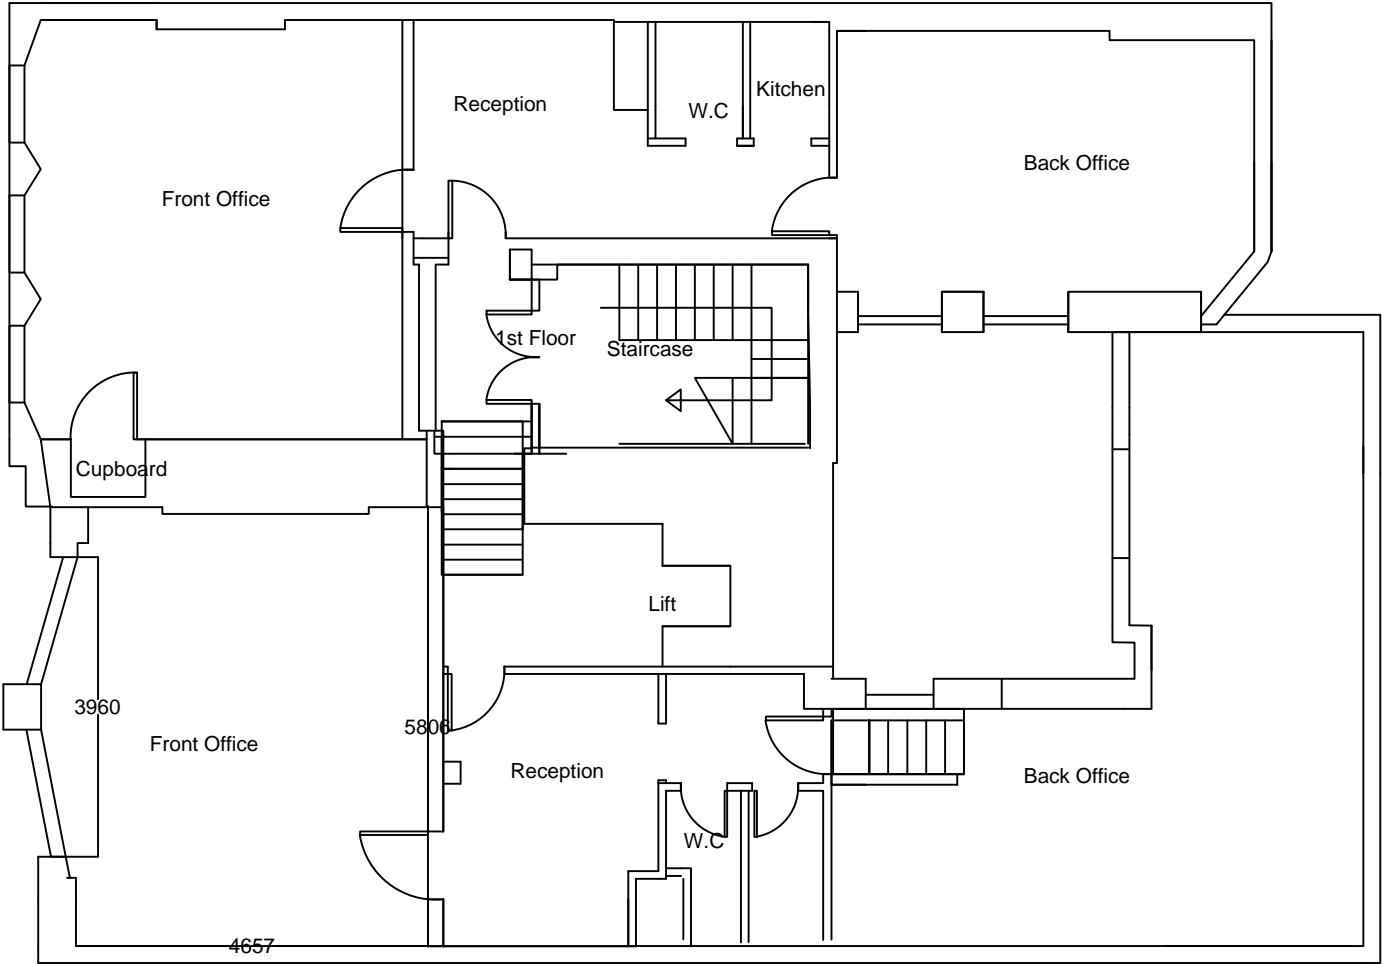 Kitchen
Reception
W.C
Back Office
Front Office
1st Floor
Staircase
Cupboard
Lift
3960
5806
Front Office
Reception
Back Office
W.C
4657